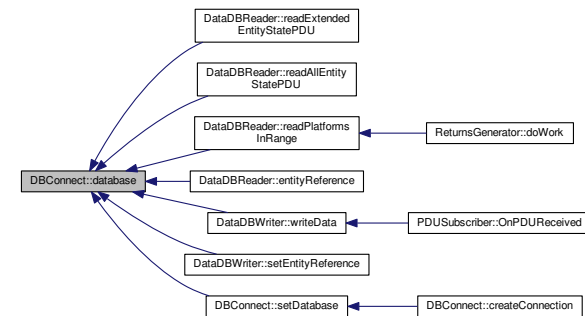 DataDBReader::readExtended
EntityStatePDU
DataDBReader::readAllEntity
StatePDU
DataDBReader::readPlatforms
InRange
ReturnsGenerator::doWork
DBConnect::database
DataDBReader::entityReference
DataDBWriter::writeData
PDUSubscriber::OnPDUReceived
DataDBWriter::setEntityReference
DBConnect::setDatabase
DBConnect::createConnection